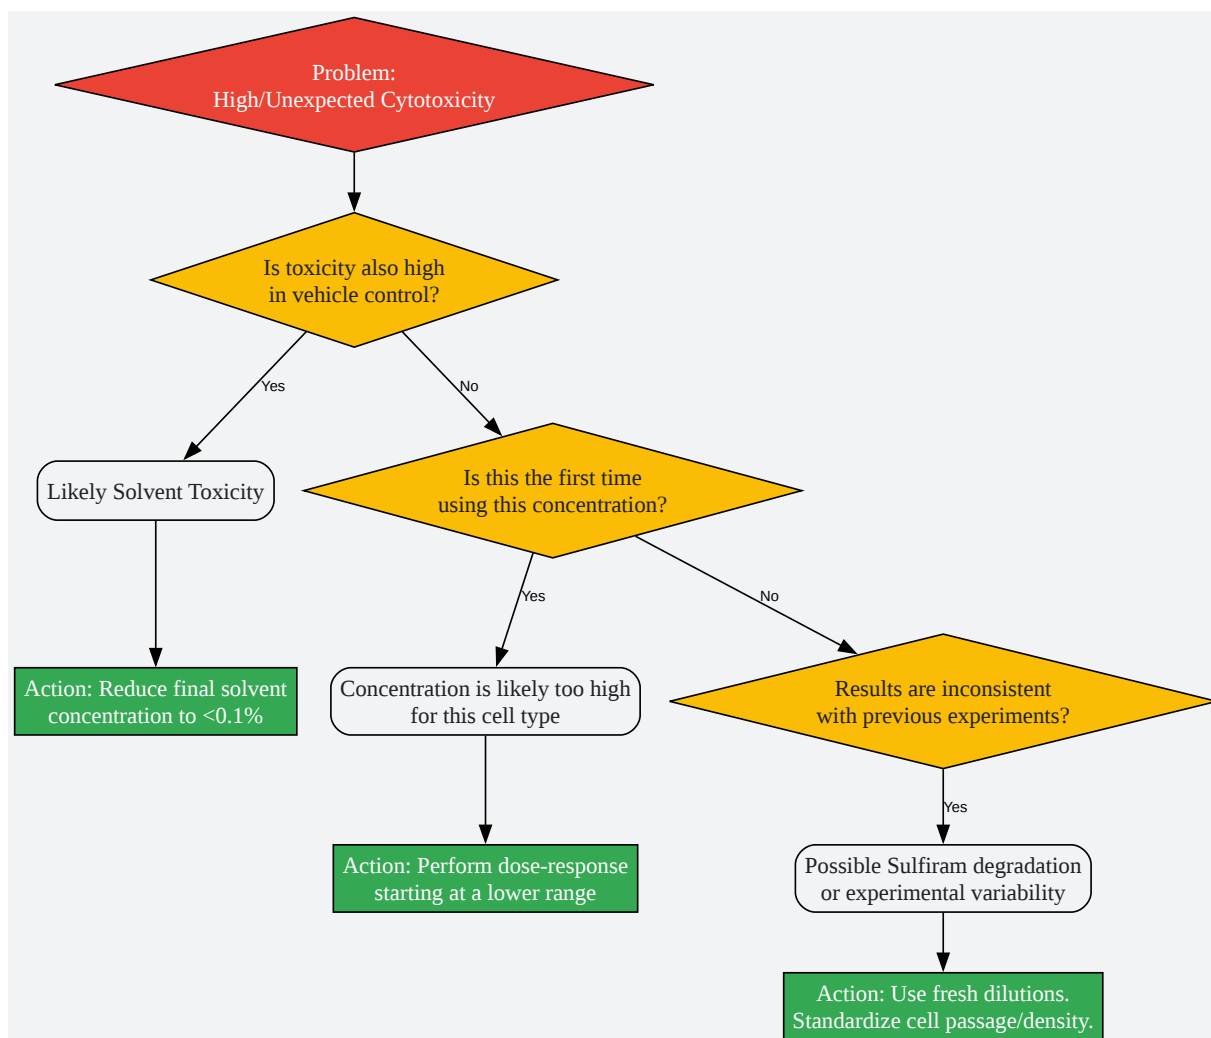 Problem:
High/Unexpected Cytotoxicity
Is toxicity also high
in vehicle control?
Yes
No
Likely Solvent Toxicity
Is this the first time
using this concentration?
Yes
No
Action: Reduce final solvent
concentration to <0.1%
Concentration is likely too high
for this cell type
Results are inconsistent
with previous experiments?
Yes
Action: Perform dose-response
starting at a lower range
Possible Sulfiram degradation
or experimental variability
Action: Use fresh dilutions.
Standardize cell passage/density.